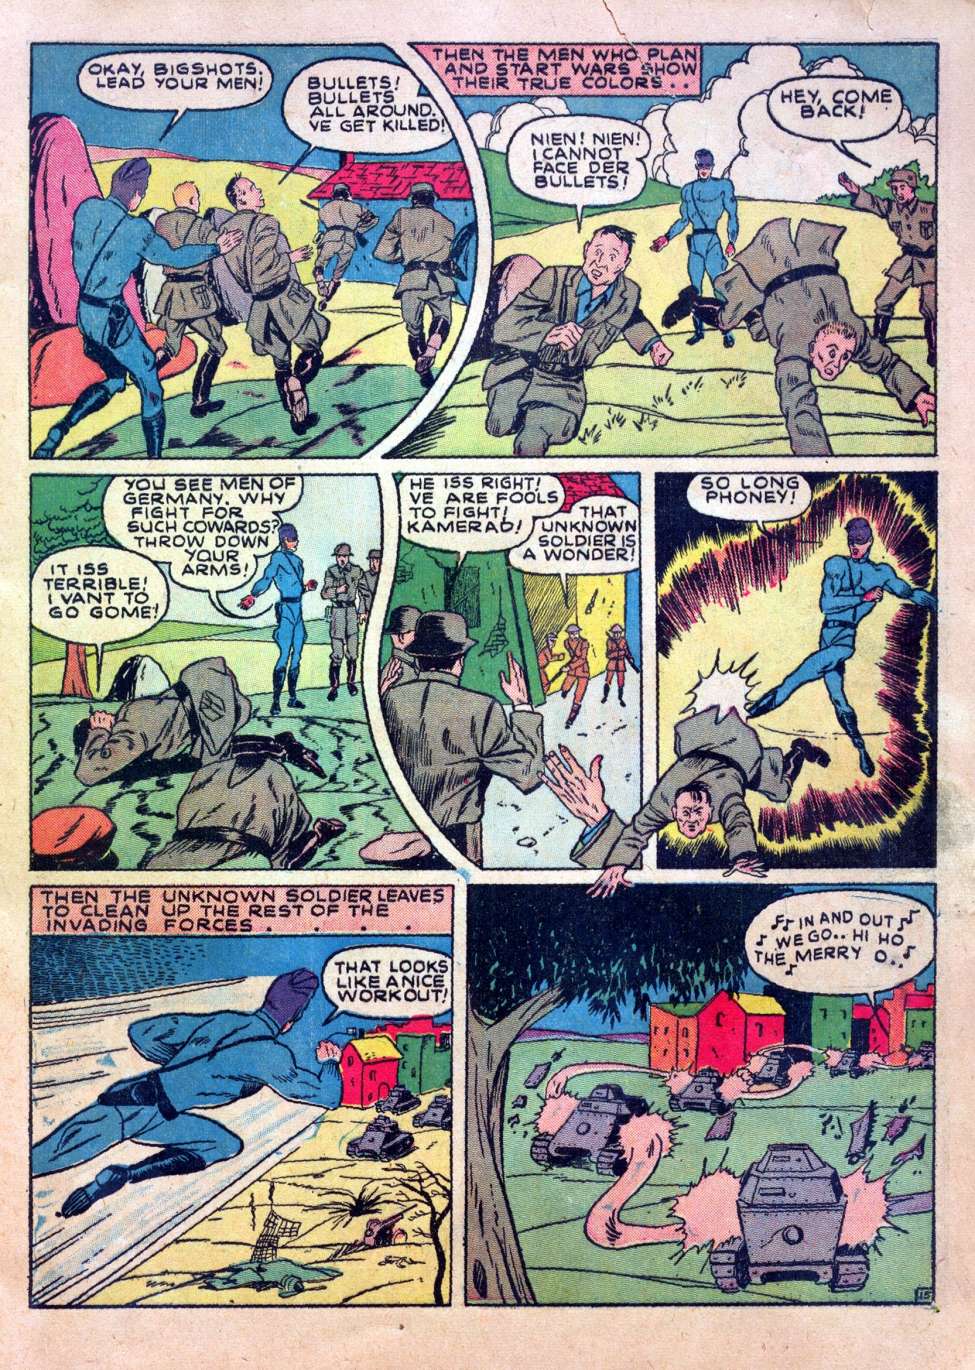 OKAY, BIGSHOTS.
LEAD YOUR MEN!
BULLETS!
BULLETS
ALL AROUND.
VE GET KILLED!
THEN THE MEN WHO PLAN
AND START WARS SHOW
THEIR TRUE COLORS . .
NIEN! NIEN!
I CANNOT
FACE DER
BULLETS!
HEY, COME
BACK!
YOU SEE MEN OF
GERMANY. WHY
FIGHT FOR
SUCH COWARDS?
THROW DOWN
YOUR
ARMS!
IT ISS
TERRIBLE!
I VANT TO
GO GOME!
HE ISS RIGHT!
VE ARE FOOLS
TO FIGHT!
KAMERAD!
THAT
UNKNOWN
SOLDIER IS
A WONDER!
SO LONG
PHONEY!
THEN THE UNKNOWN SOLDIER LEAVES
TO CLEAN UP THE REST OF THE
INVADING FORCES . . . .
THAT LOOKS
LIKE A NICE
WORKOUT!
♫ IN AND OUT ♫
♪ WE GO.. HI HO ♪
THE MERRY O..
15